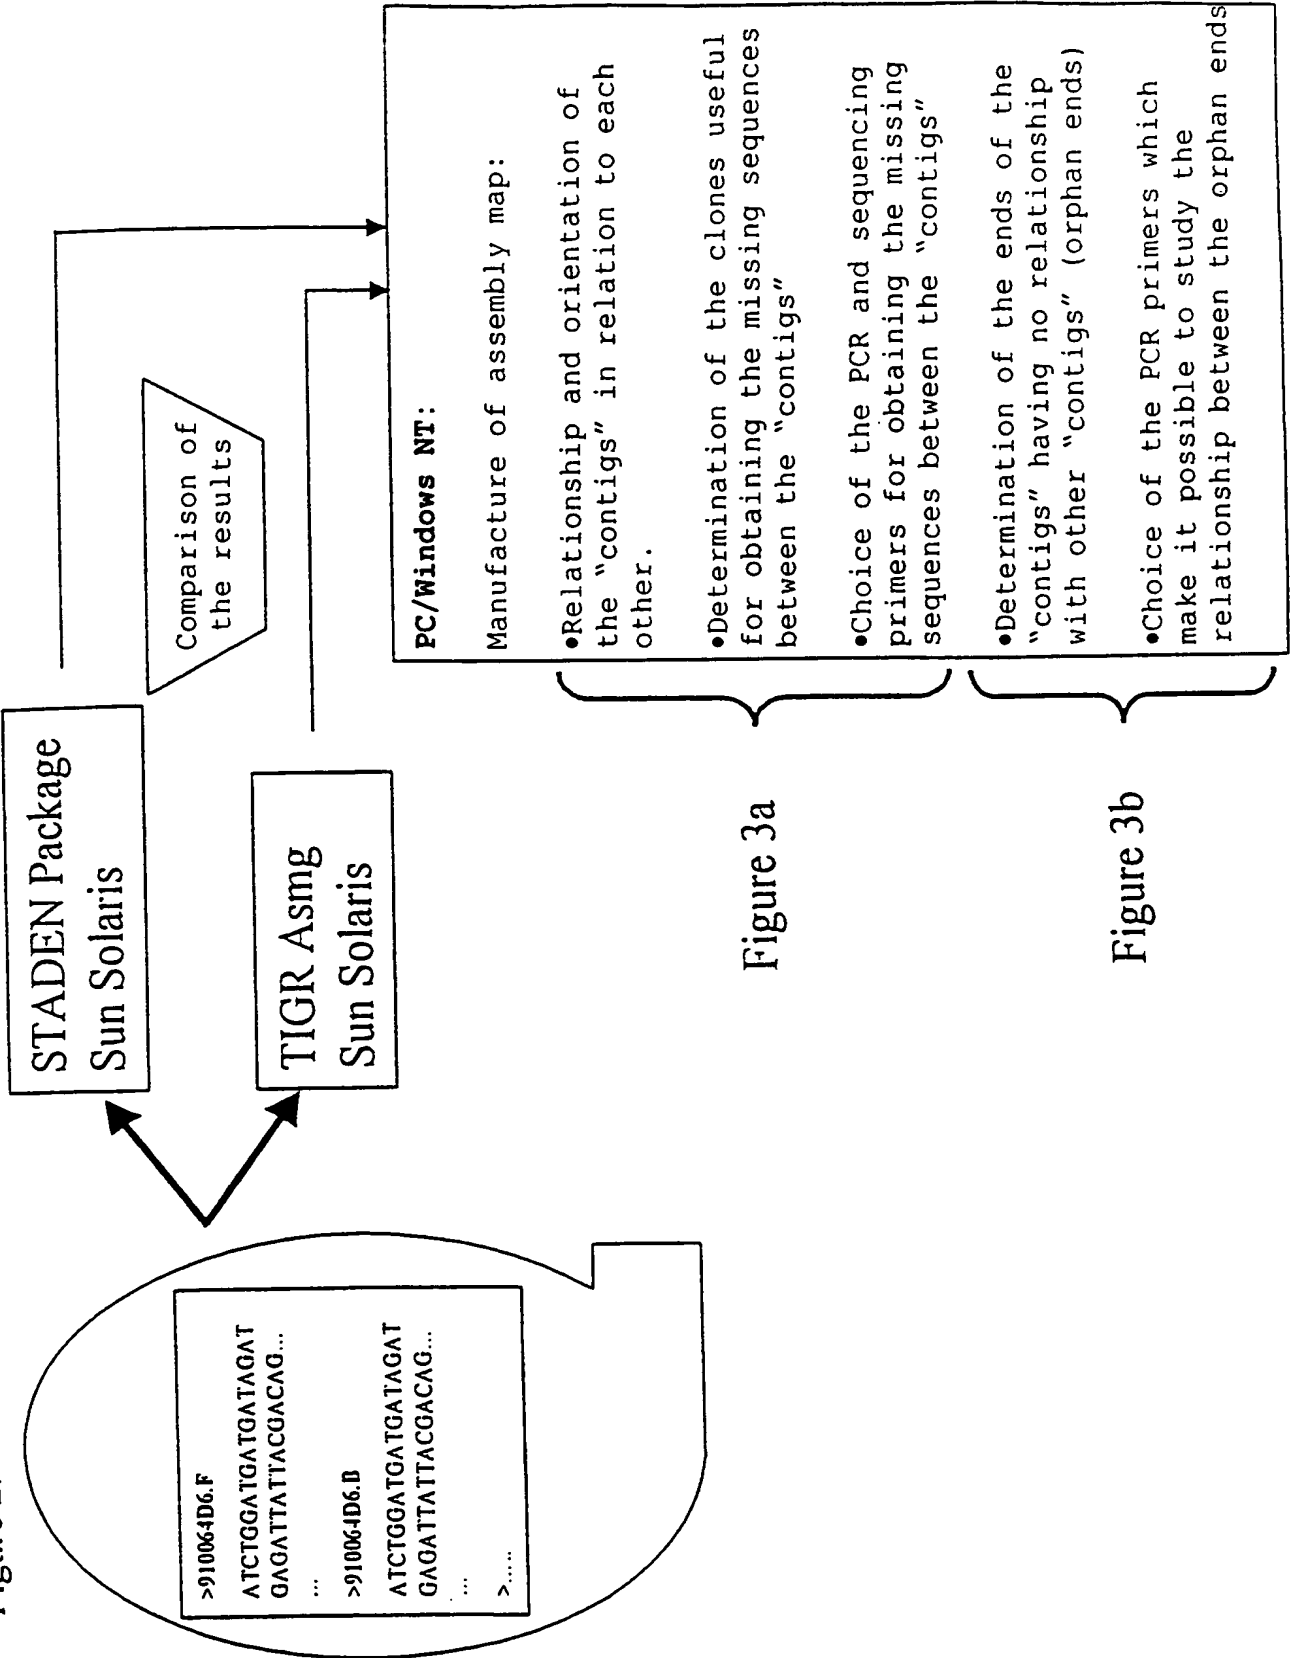 >910064D6.F
ATCTGGATGATGATAGAT
GAGATTATTACGACAG...
...
>910064D6.B
ATCTGGATGATGATAGAT
GAGATTATTACGACAG...
...
>.....
STADEN Package
Sun Solaris
TIGR Asmg
Sun Solaris
Comparison of
the results
PC/Windows NT:
Manufacture of assembly map:
●Relationship and orientation of
the "contigs" in relation to each
other.
●Determination of the clones useful
for obtaining the missing sequences
between the "contigs"
●Choice of the PCR and sequencing
primers for obtaining the missing
sequences between the "contigs"
●Determination of the ends of the
"contigs" having no relationship
with other "contigs" (orphan ends)
●Choice of the PCR primers which
make it possible to study the
relationship between the orphan ends
Figure 3a
Figure 3b